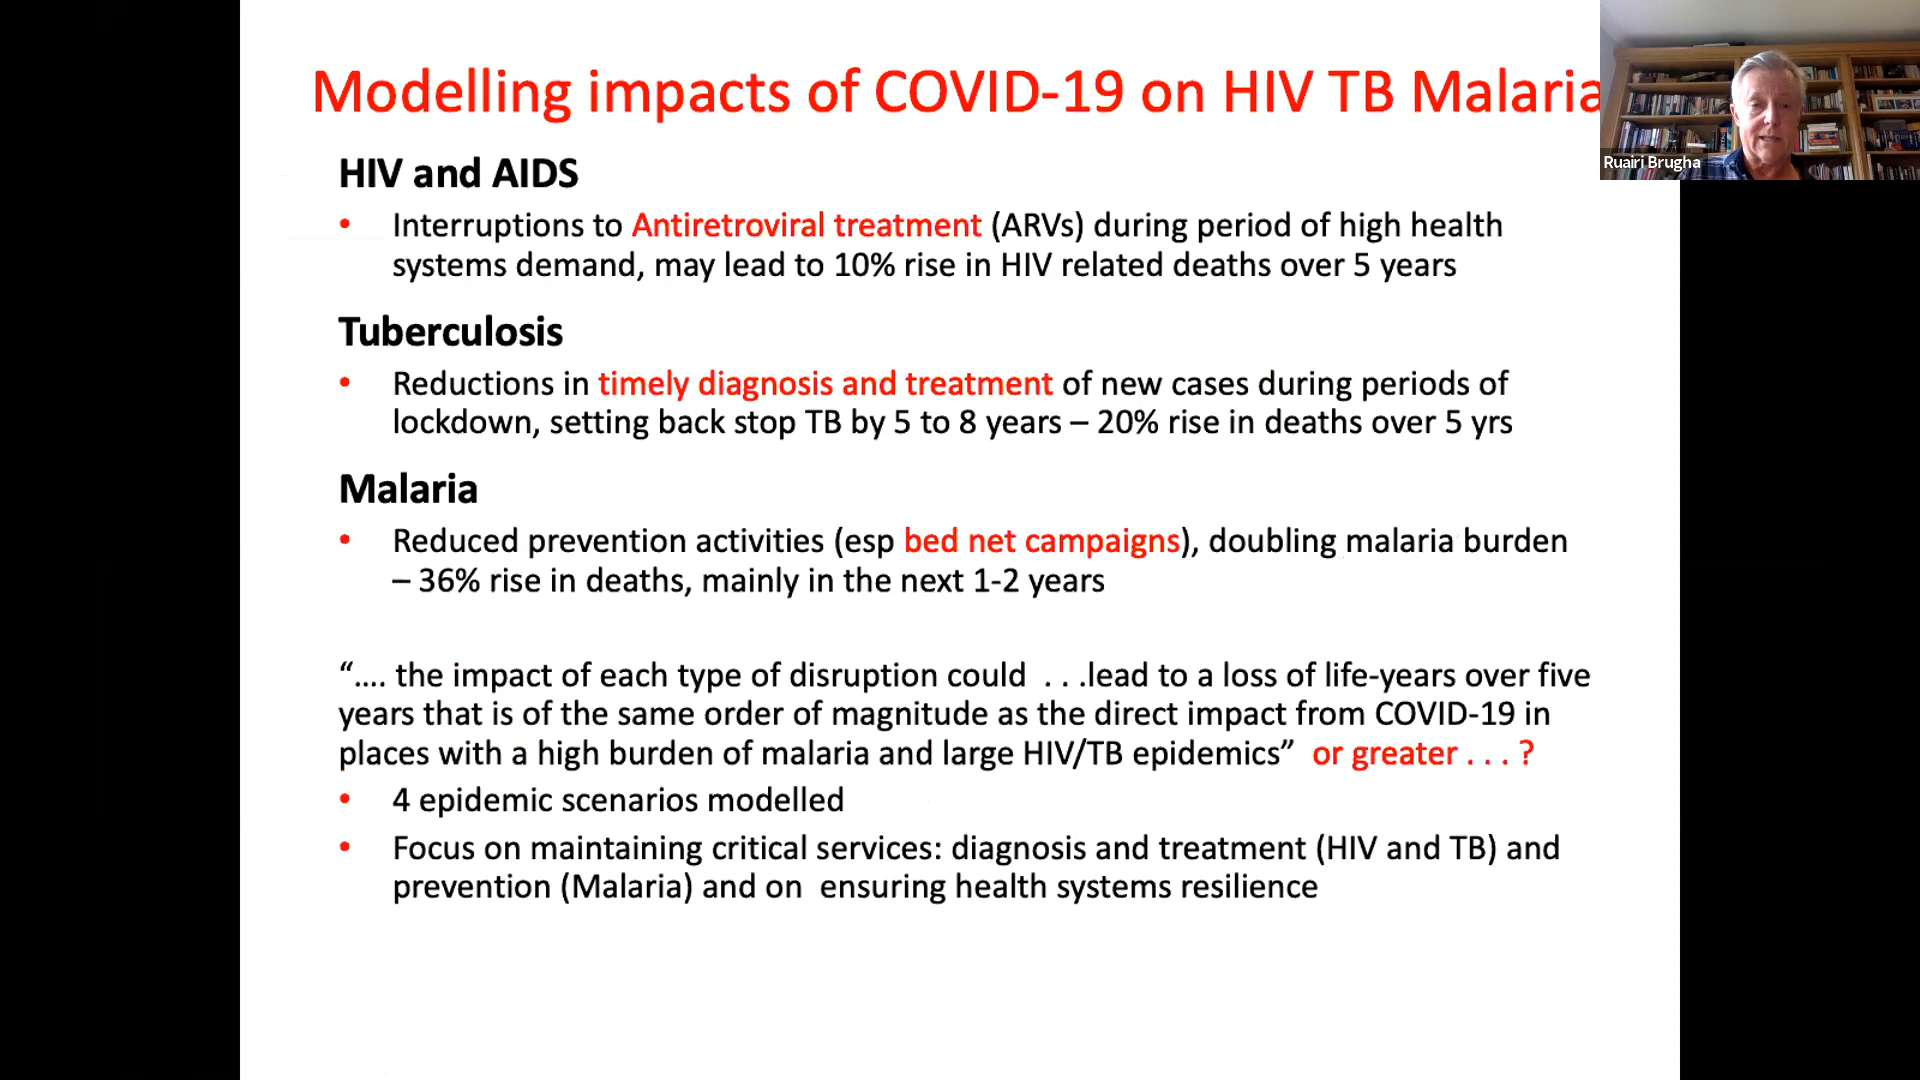 Modelling impacts of COVID-19 on HIV TB Malaria
Ruairi Brugha
HIV and AIDS
• Interruptions to Antiretroviral treatment (ARVs) during period of high health
systems demand, may lead to 10% rise in HIV related deaths over 5 years
Tuberculosis
• Reductions in timely diagnosis and treatment of new cases during periods of
lockdown, setting back stop TB by 5 to 8 years – 20% rise in deaths over 5 yrs
Malaria
• Reduced prevention activities (esp bed net campaigns), doubling malaria burden
– 36% rise in deaths, mainly in the next 1-2 years
“.... the impact of each type of disruption could . . .lead to a loss of life-years over five
years that is of the same order of magnitude as the direct impact from COVID-19 in
places with a high burden of malaria and large HIV/TB epidemics” or greater . . . ?
• 4 epidemic scenarios modelled
• Focus on maintaining critical services: diagnosis and treatment (HIV and TB) and
prevention (Malaria) and on ensuring health systems resilience